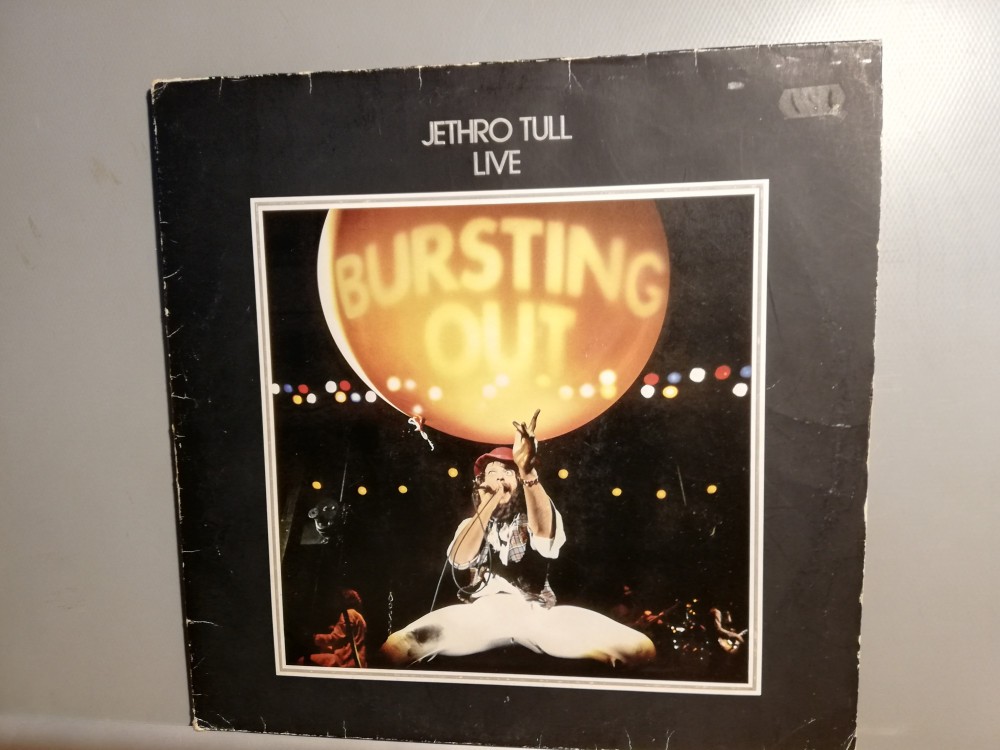 JETHRO TULL
LIVE
BURSTING
OUT